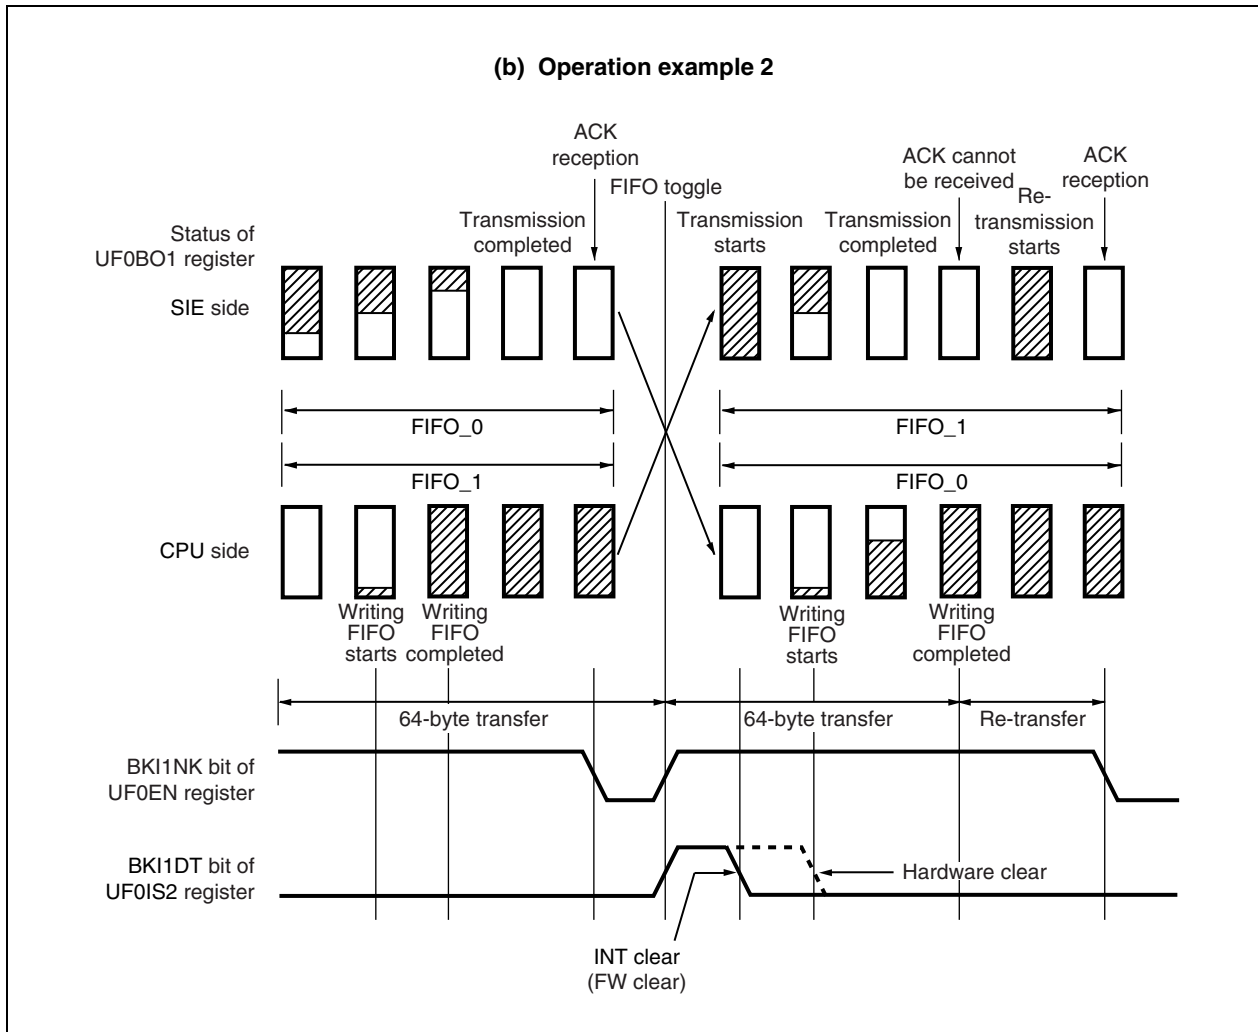 (b) Operation example 2
ACK
reception
FIFO toggle
ACK cannot
be received
ACK
reception
Re-
transmission
starts
Transmission
completed
Transmission
starts
Transmission
completed
Status of
UF0BO1 register
SIE side
FIFO_0
FIFO_1
FIFO_1
FIFO_0
CPU side
Writing
FIFO
starts
Writing
FIFO
completed
Writing
FIFO
starts
Writing
FIFO
completed
64-byte transfer
64-byte transfer
Re-transfer
BKI1NK bit of
UF0EN register
BKI1DT bit of
UF0IS2 register
Hardware clear
INT clear
(FW clear)